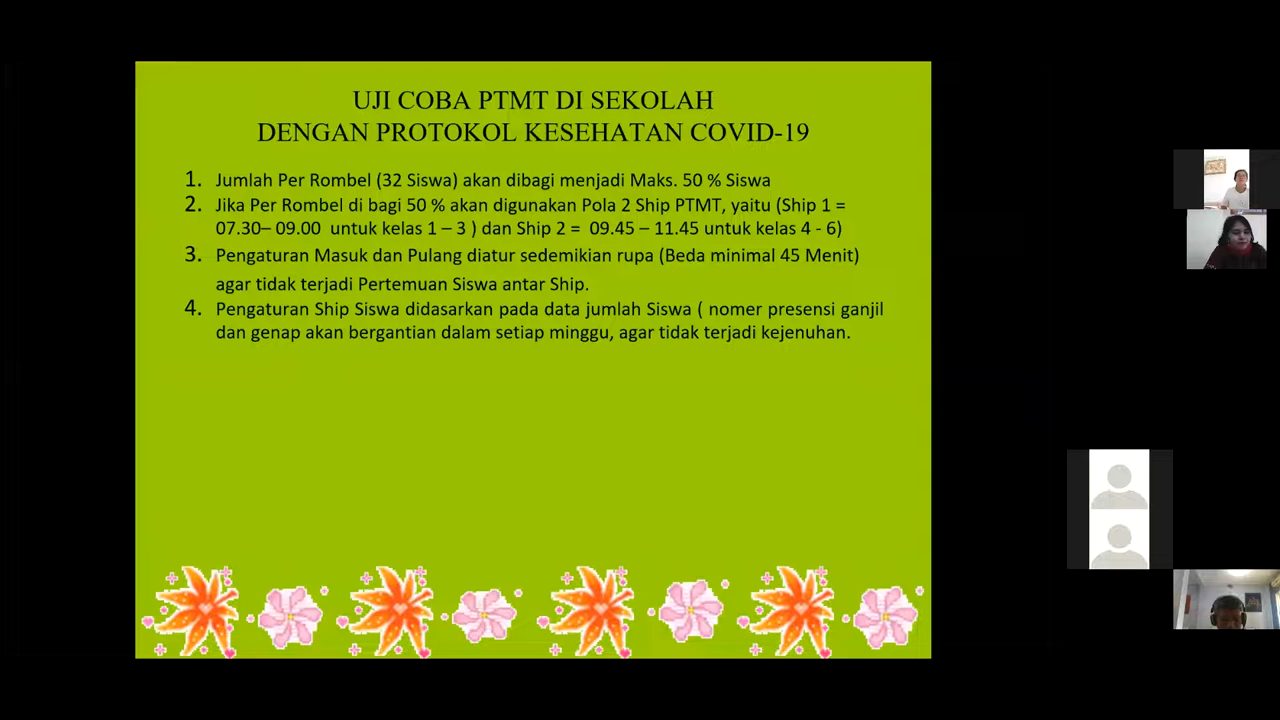 UJI COBA PTMT DI SEKOLAH
DENGAN PROTOKOL KESEHATAN COVID-19
1. Jumlah Per Rombel (32 Siswa) akan dibagi menjadi Maks. 50 % Siswa
2. Jika Per Rombel di bagi 50 % akan digunakan Pola 2 Ship PTMT, yaitu (Ship 1 =
07.30– 09.00 untuk kelas 1 – 3 ) dan Ship 2 = 09.45 – 11.45 untuk kelas 4 - 6)
3. Pengaturan Masuk dan Pulang diatur sedemikian rupa (Beda minimal 45 Menit)
agar tidak terjadi Pertemuan Siswa antar Ship.
4. Pengaturan Ship Siswa didasarkan pada data jumlah Siswa ( nomer presensi ganjil
dan genap akan bergantian dalam setiap minggu, agar tidak terjadi kejenuhan.